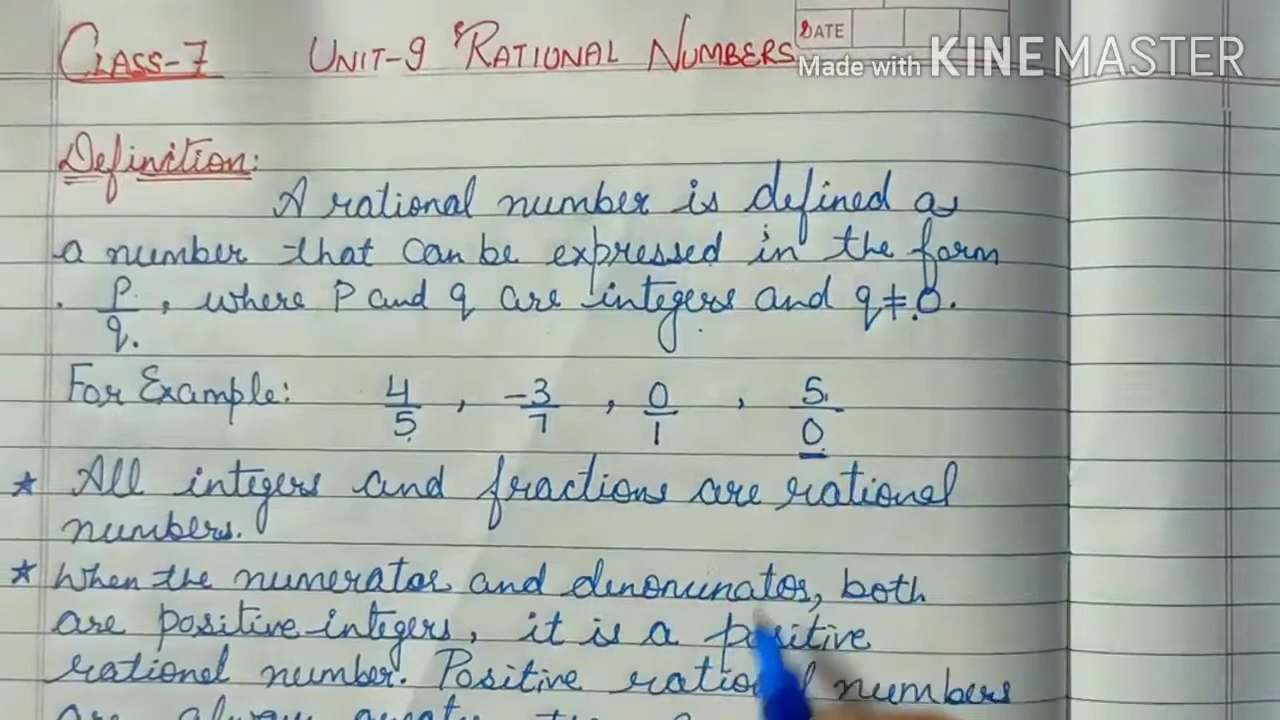 CLASS-7 UNIT-9 RATIONAL NUMBERS
DATE
Made with KINEMASTER
Definition:
A rational number is defined as
a number that can be expressed in the form
p/q, where p and q are integers and q≠0.
For Example: 4/5, -3/7, 0/1, 5/0
★ All integers and fractions are rational
numbers.
★ When the numerator and denominator, both
are positive integers, it is a positive
rational number. Positive rational numbers
are always